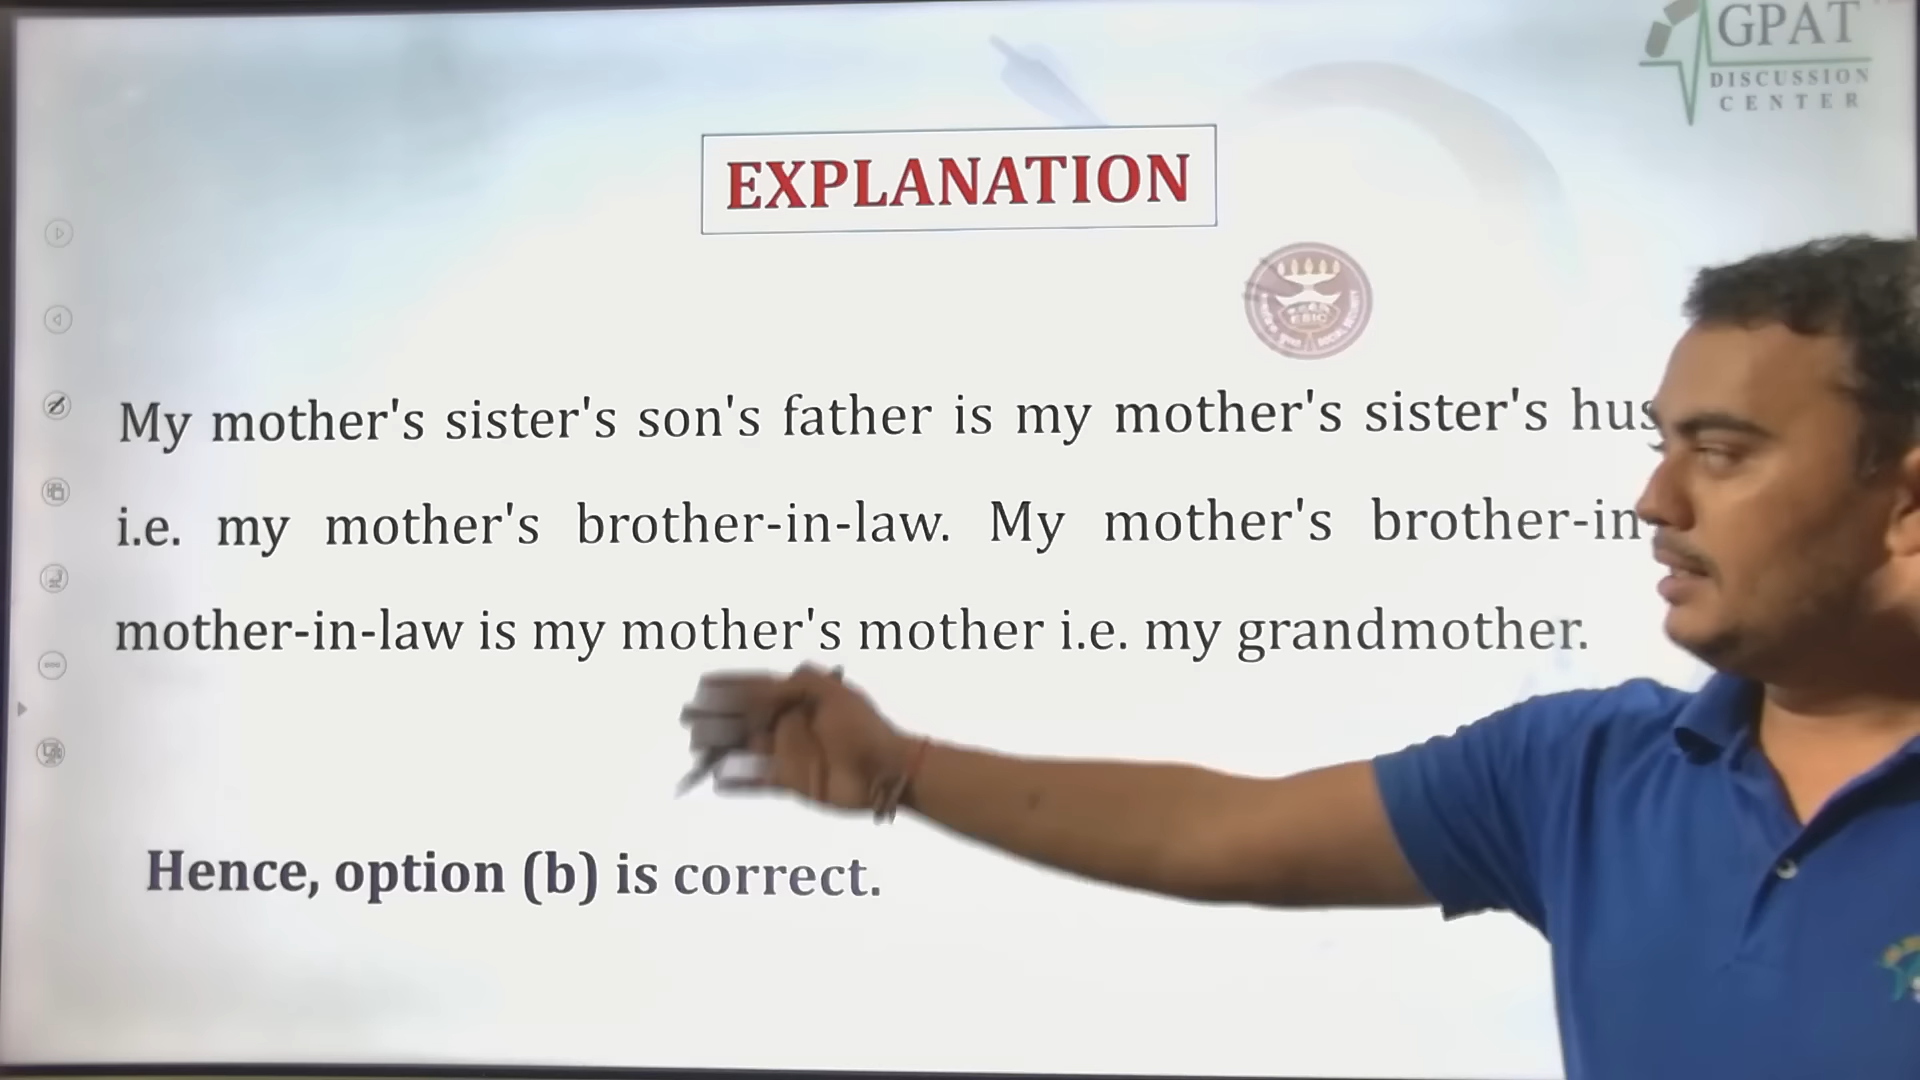 GPAT
DISCUSSION
CENTER
EXPLANATION
ESIC
My mother's sister's son's father is my mother's sister's
i.e. my mother's brother-in-law. My mother's brother-in
mother-in-law is my mother's mother i.e. my grandmother.
Hence, option (b) is correct.